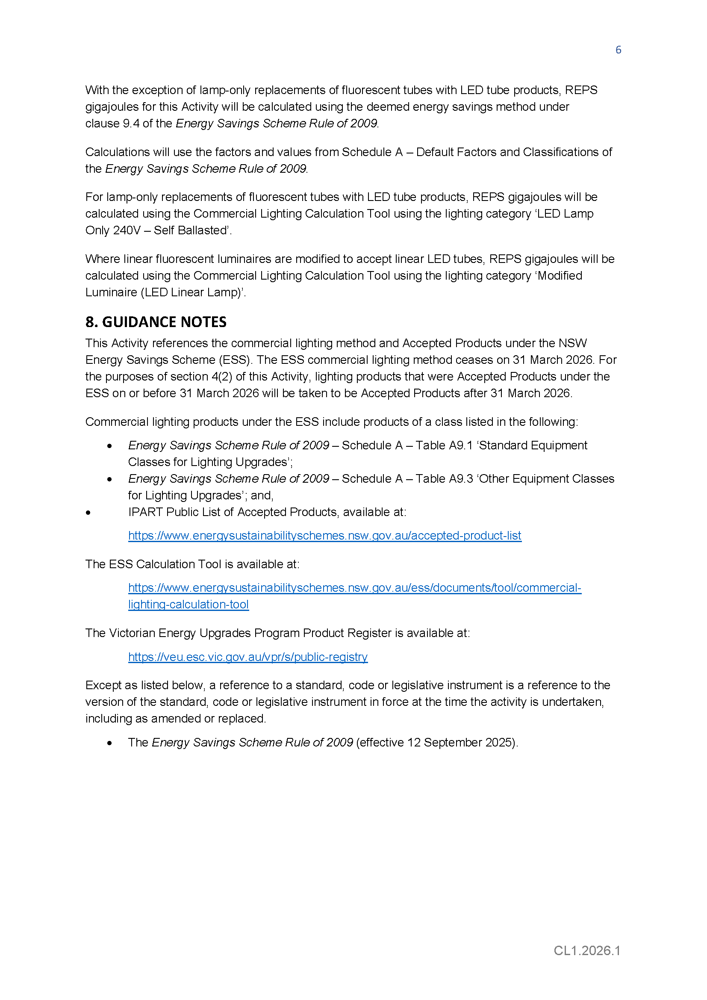 6
With the exception of lamp-only replacements of fluorescent tubes with LED tube products, REPS
gigajoules for this Activity will be calculated using the deemed energy savings method under
clause 9.4 of the Energy Savings Scheme Rule of 2009.
Calculations will use the factors and values from Schedule A – Default Factors and Classifications of
the Energy Savings Scheme Rule of 2009.
For lamp-only replacements of fluorescent tubes with LED tube products, REPS gigajoules will be
calculated using the Commercial Lighting Calculation Tool using the lighting category ‘LED Lamp
Only 240V – Self Ballasted’.
Where linear fluorescent luminaires are modified to accept linear LED tubes, REPS gigajoules will be
calculated using the Commercial Lighting Calculation Tool using the lighting category ‘Modified
Luminaire (LED Linear Lamp)’.
8. GUIDANCE NOTES
This Activity references the commercial lighting method and Accepted Products under the NSW
Energy Savings Scheme (ESS). The ESS commercial lighting method ceases on 31 March 2026. For
the purposes of section 4(2) of this Activity, lighting products that were Accepted Products under the
ESS on or before 31 March 2026 will be taken to be Accepted Products after 31 March 2026.
Commercial lighting products under the ESS include products of a class listed in the following:
• Energy Savings Scheme Rule of 2009 – Schedule A – Table A9.1 ‘Standard Equipment
Classes for Lighting Upgrades’;
• Energy Savings Scheme Rule of 2009 – Schedule A – Table A9.3 ‘Other Equipment Classes
for Lighting Upgrades’; and,
• IPART Public List of Accepted Products, available at:
https://www.energysustainabilityschemes.nsw.gov.au/accepted-product-list
The ESS Calculation Tool is available at:
https://www.energysustainabilityschemes.nsw.gov.au/ess/documents/tool/commercial-
lighting-calculation-tool
The Victorian Energy Upgrades Program Product Register is available at:
https://veu.esc.vic.gov.au/vpr/s/public-registry
Except as listed below, a reference to a standard, code or legislative instrument is a reference to the
version of the standard, code or legislative instrument in force at the time the activity is undertaken,
including as amended or replaced.
• The Energy Savings Scheme Rule of 2009 (effective 12 September 2025).
CL1.2026.1